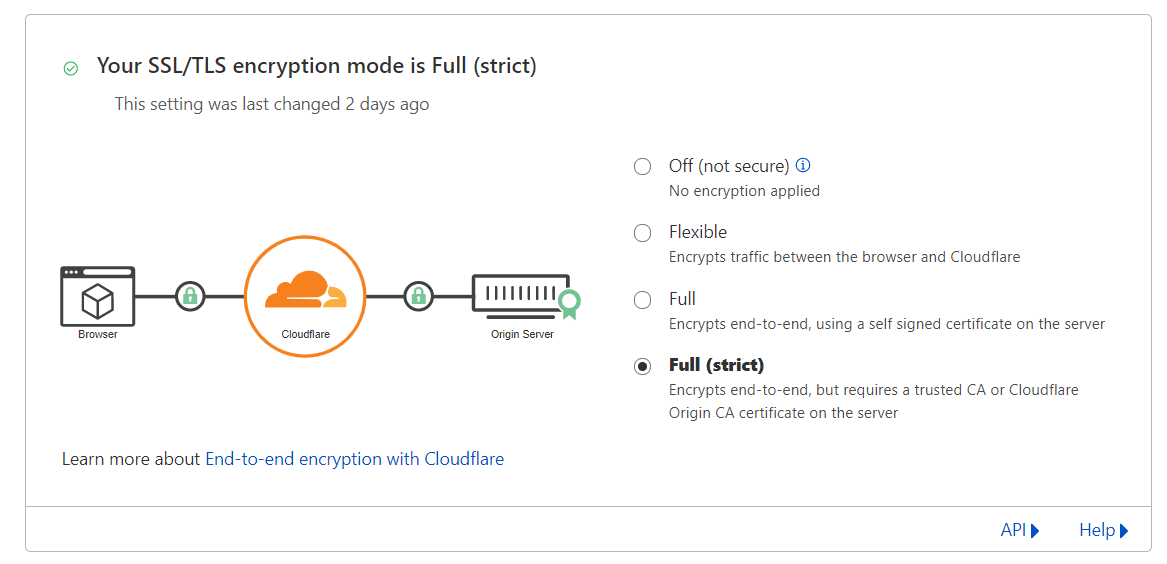 Your SSL/TLS encryption mode is Full (strict)
This setting was last changed 2 days ago
Off (not secure)
No encryption applied
Flexible
Encrypts traffic between the browser and Cloudflare
Full
Encrypts end-to-end, using a self signed certificate on the server
Full (strict)
Encrypts end-to-end, but requires a trusted CA or Cloudflare
Origin CA certificate on the server
Browser
Cloudflare
Origin Server
Learn more about End-to-end encryption with Cloudflare
API
Help